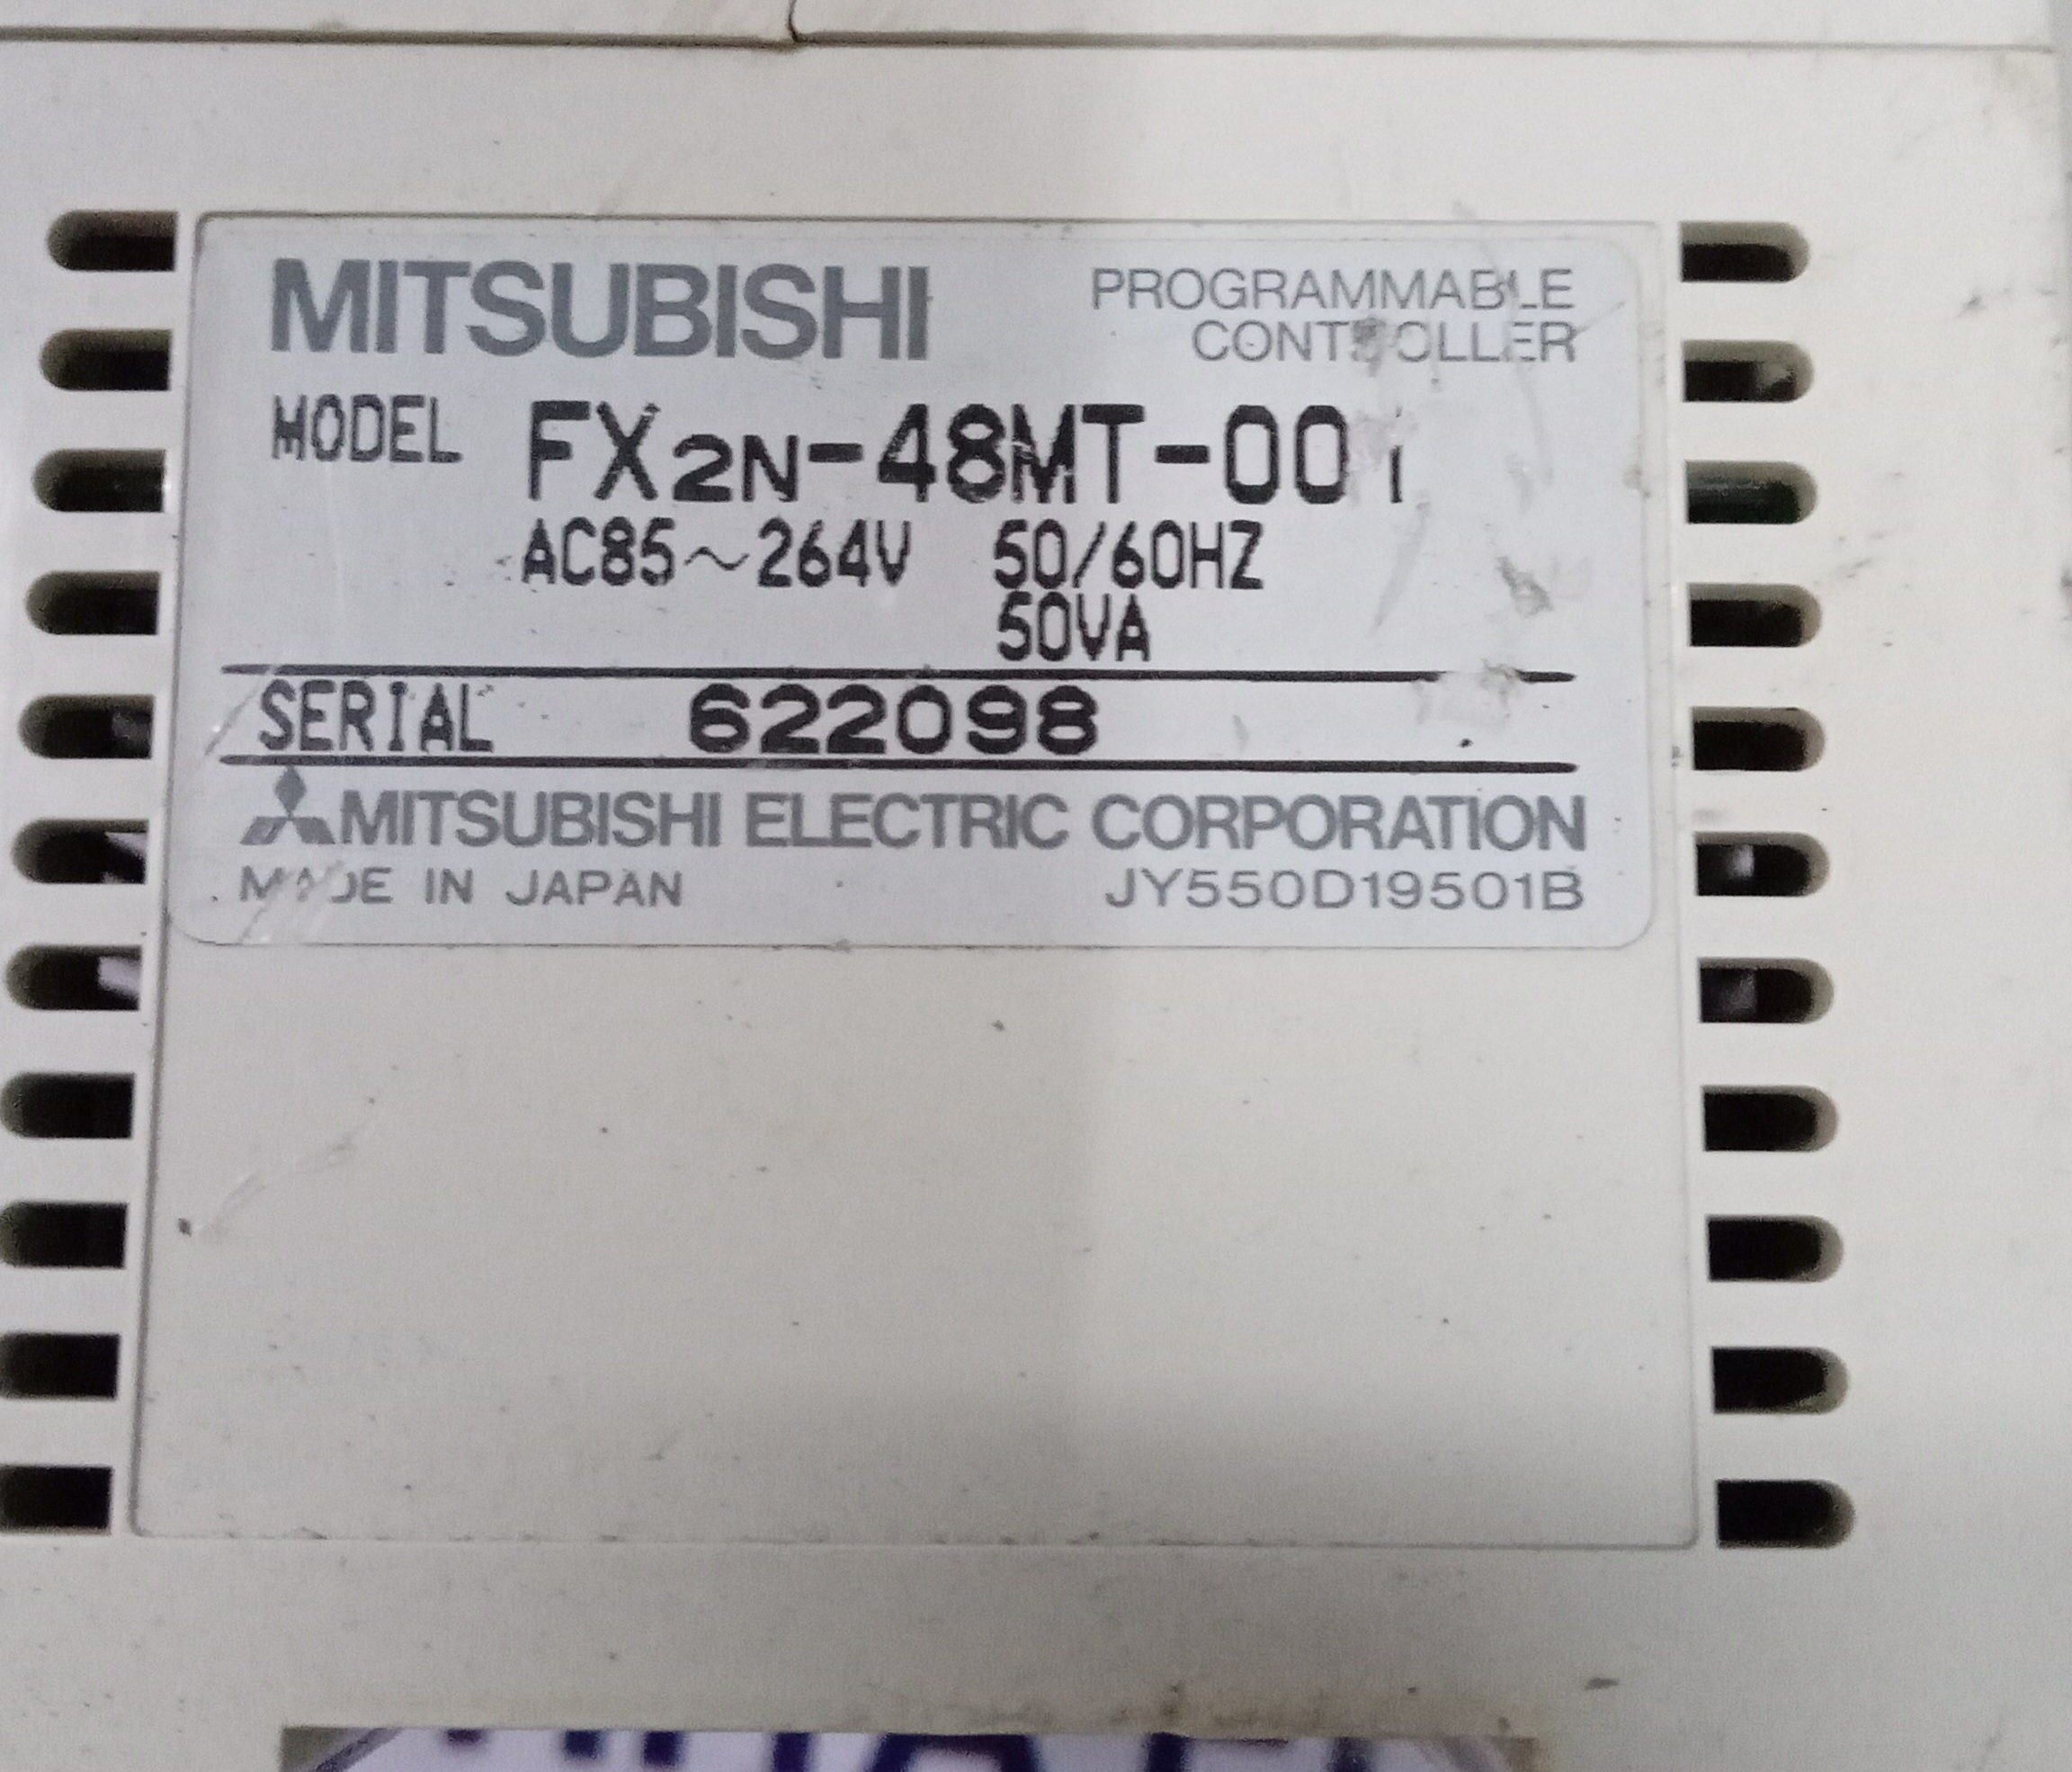 MITSUBISHI
PROGRAMMABLE
CONTROLLER
MODEL FX2N-48MT-001
AC85~264V 50/60HZ
50VA
SERIAL 622098
MITSUBISHI ELECTRIC CORPORATION
MADE IN JAPAN JY550D19501B